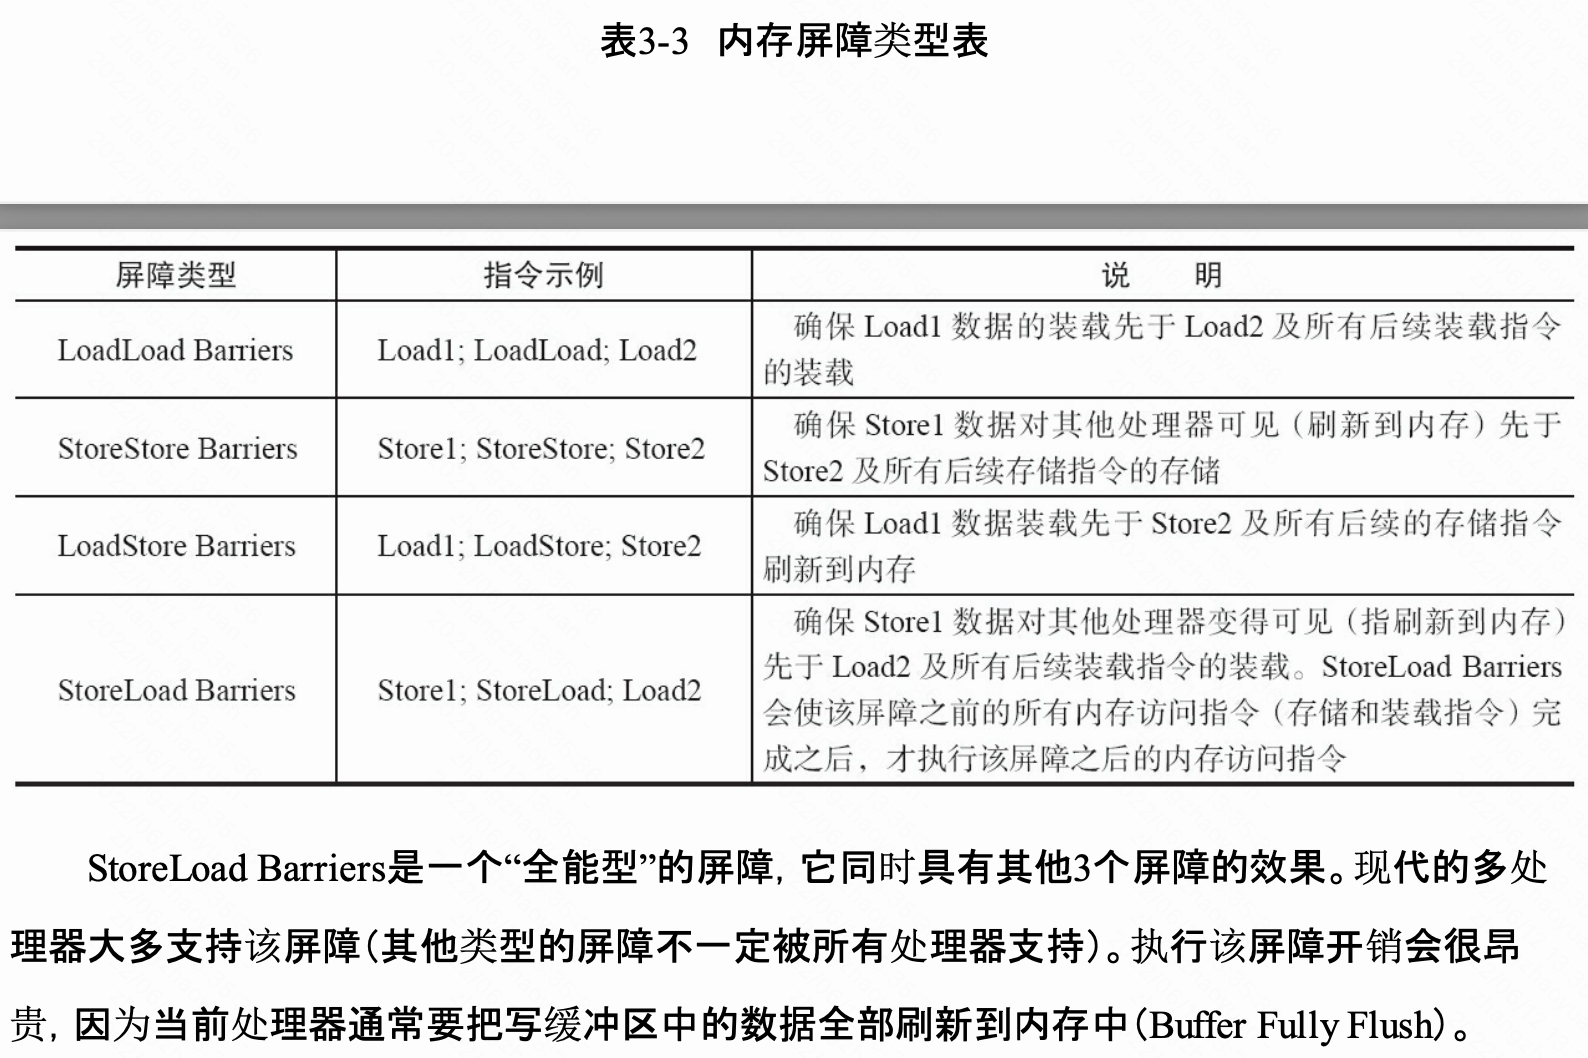 表3-3 内存屏障类型表
屏障类型 指令示例 说 明
LoadLoad Barriers Load1; LoadLoad; Load2 确保 Load1 数据的装载先于 Load2 及所有后续装载指令
的装载
StoreStore Barriers Store1; StoreStore; Store2 确保 Store1 数据对其他处理器可见（刷新到内存）先于
Store2 及所有后续存储指令的存储
LoadStore Barriers Load1; LoadStore; Store2 确保 Load1 数据装载先于 Store2 及所有后续的存储指令
刷新到内存
StoreLoad Barriers Store1; StoreLoad; Load2 确保 Store1 数据对其他处理器变得可见（指刷新到内存）
先于 Load2 及所有后续装载指令的装载。StoreLoad Barriers
会使该屏障之前的所有内存访问指令（存储和装载指令）完
成之后，才执行该屏障之后的内存访问指令
StoreLoad Barriers是一个“全能型”的屏障，它同时具有其他3个屏障的效果。现代的多处
理器大多支持该屏障（其他类型的屏障不一定被所有处理器支持）。执行该屏障开销会很昂
贵，因为当前处理器通常要把写缓冲区中的数据全部刷新到内存中（Buffer Fully Flush）。